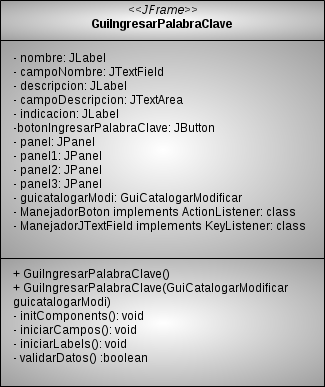 <<JFrame>>
GuiIngresarPalabraClave
- nombre: JLabel
- campoNombre: JTextField
- descripcion: JLabel
- campoDescripcion: JTextArea
- indicacion: JLabel
-botonIngresarPalabraClave: JButton
- panel: JPanel
- panel1: JPanel
- panel2: JPanel
- panel3: JPanel
- guicatalogarModi: GuiCatalogarModificar
- ManejadorBoton implements ActionListener: class
- ManejadorJTextField implements KeyListener: class
+ GuiIngresarPalabraClave()
+ GuiIngresarPalabraClave(GuiCatalogarModificar
guicatalogarModi)
- initComponents(): void
- iniciarCampos(): void
- iniciarLabels(): void
- validarDatos() :boolean